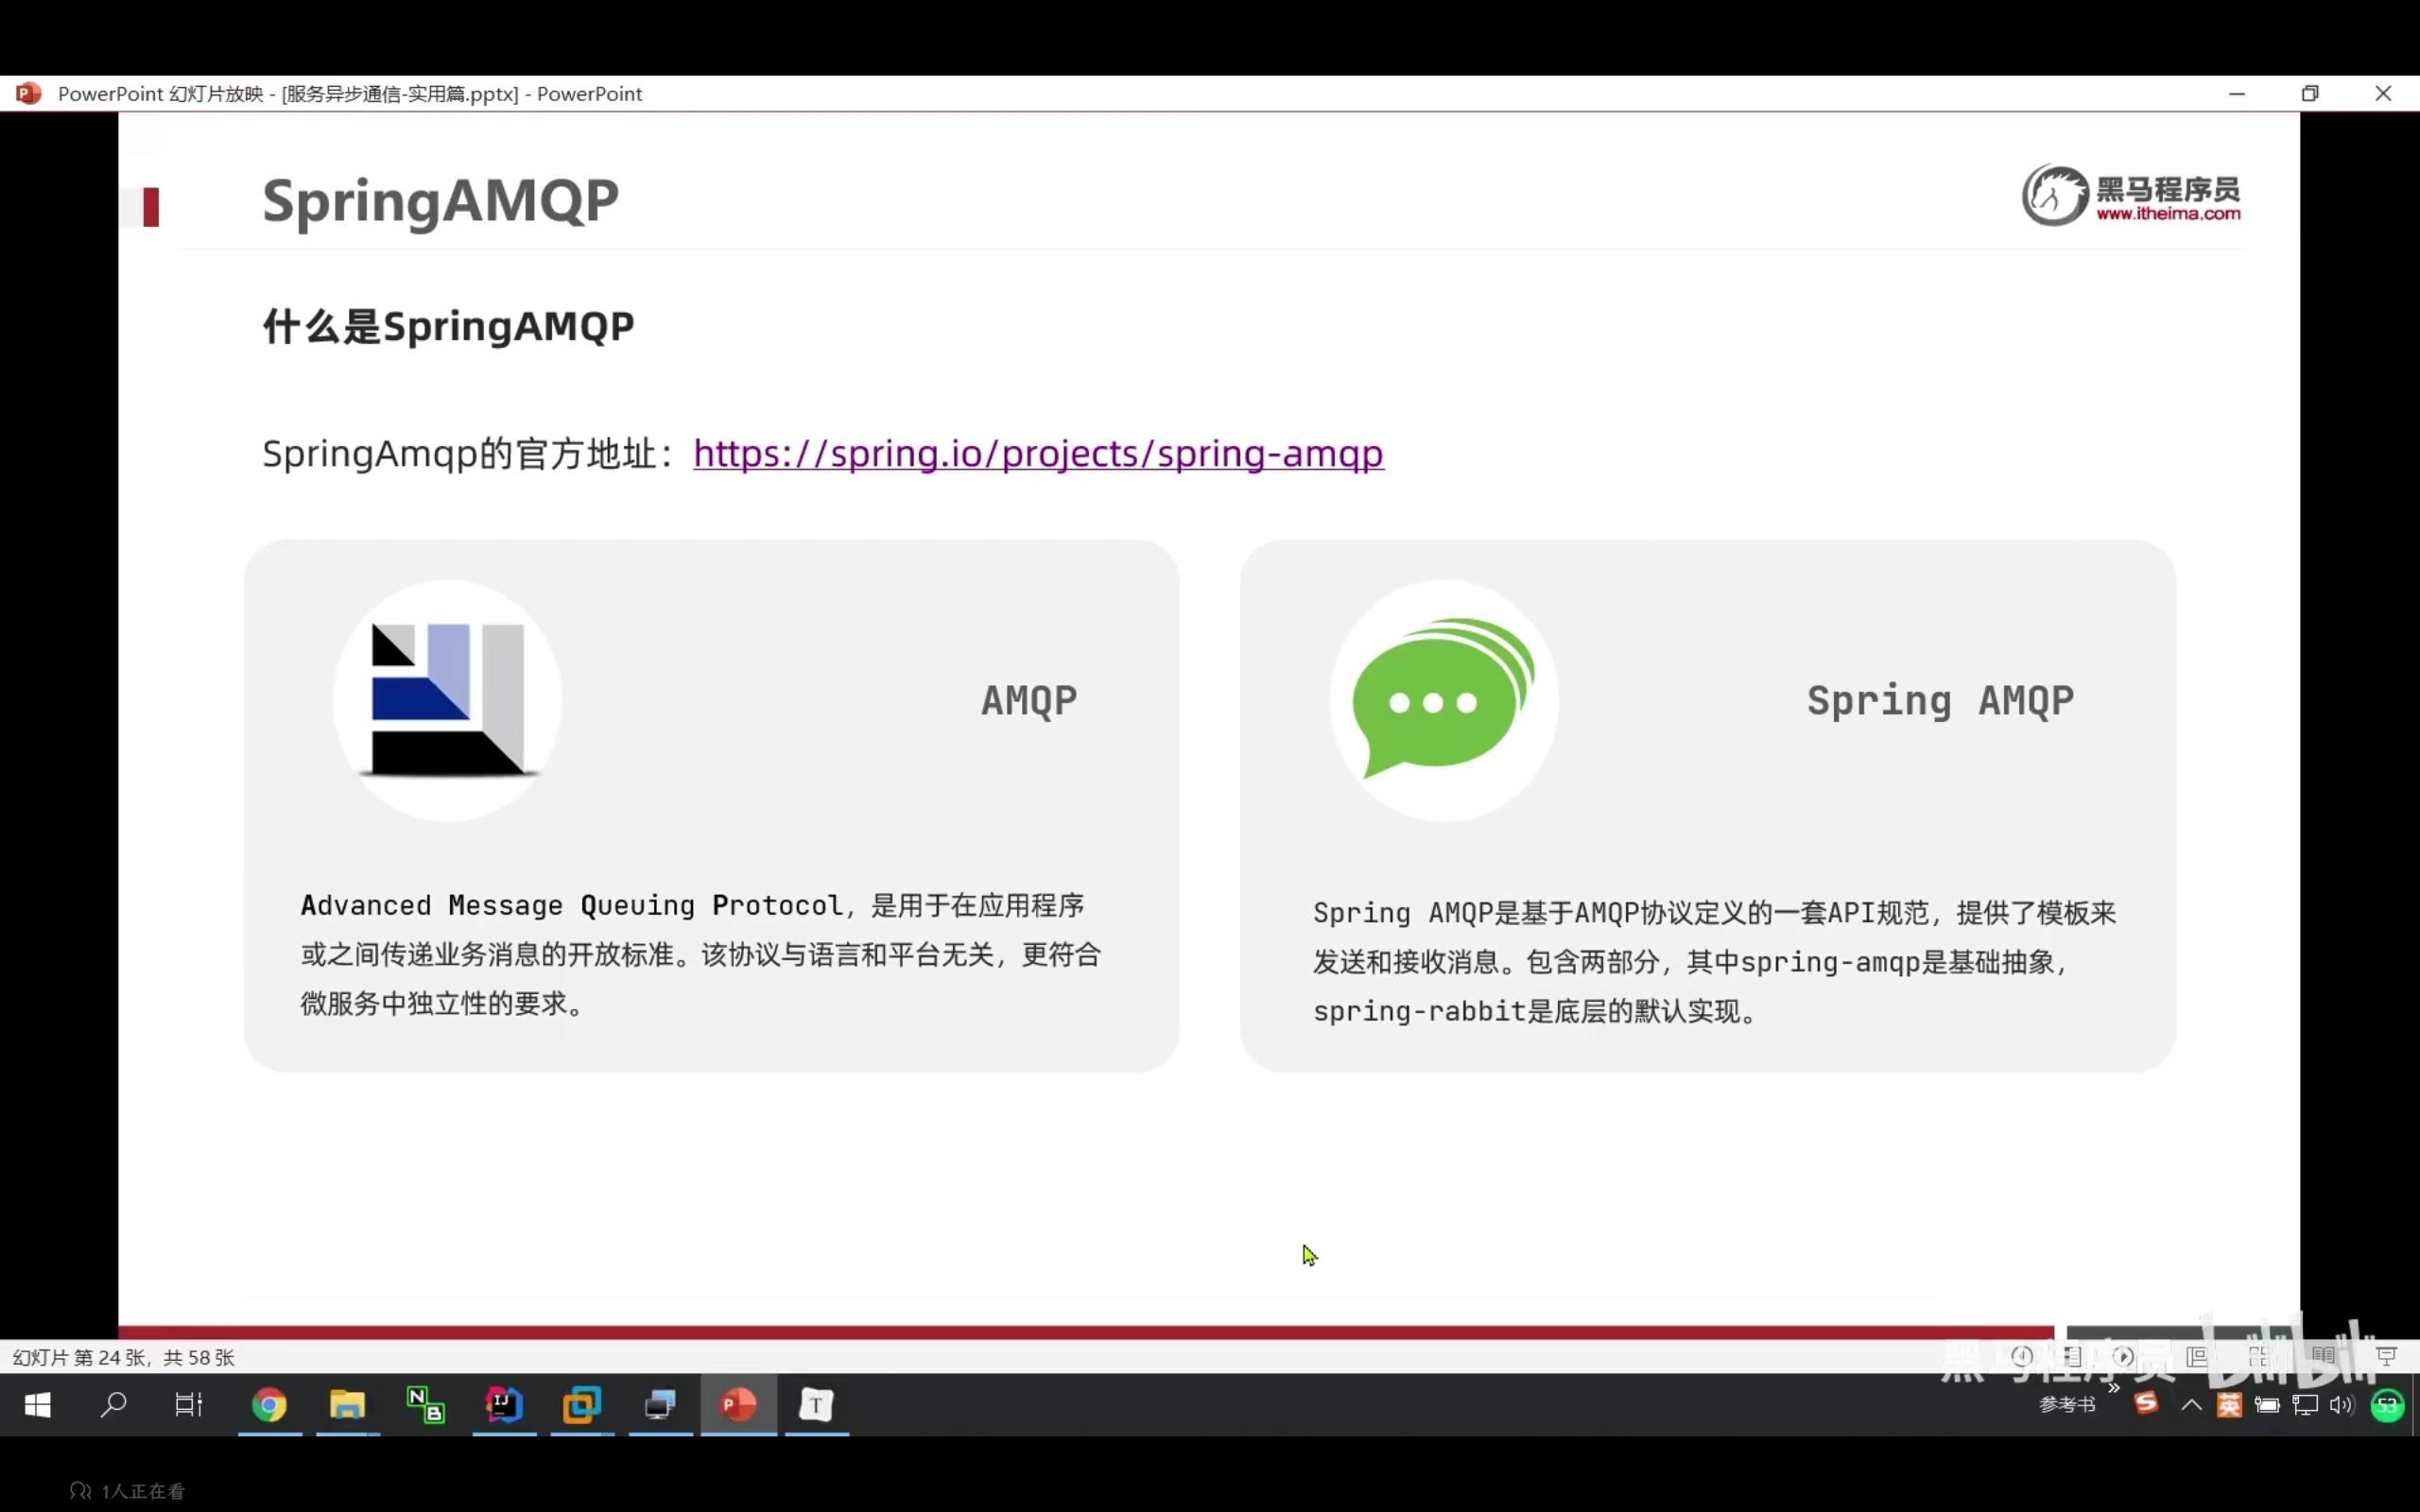 PowerPoint 幻灯片放映 - [服务异步通信-实用篇.pptx] - PowerPoint
SpringAMQP
黑马程序员
www.itheima.com
什么是SpringAMQP
SpringAmqp的官方地址：https://spring.io/projects/spring-amqp
AMQP
Advanced Message Queuing Protocol，是用于在应用程序
或之间传递业务消息的开放标准。该协议与语言和平台无关，更符合
微服务中独立性的要求。
Spring AMQP
Spring AMQP是基于AMQP协议定义的一套API规范，提供了模板来
发送和接收消息。包含两部分，其中spring-amqp是基础抽象，
spring-rabbit是底层的默认实现。
幻灯片 第 24 张，共 58 张
黑马程序员
bilibili
参考书
英
53
1人正在看